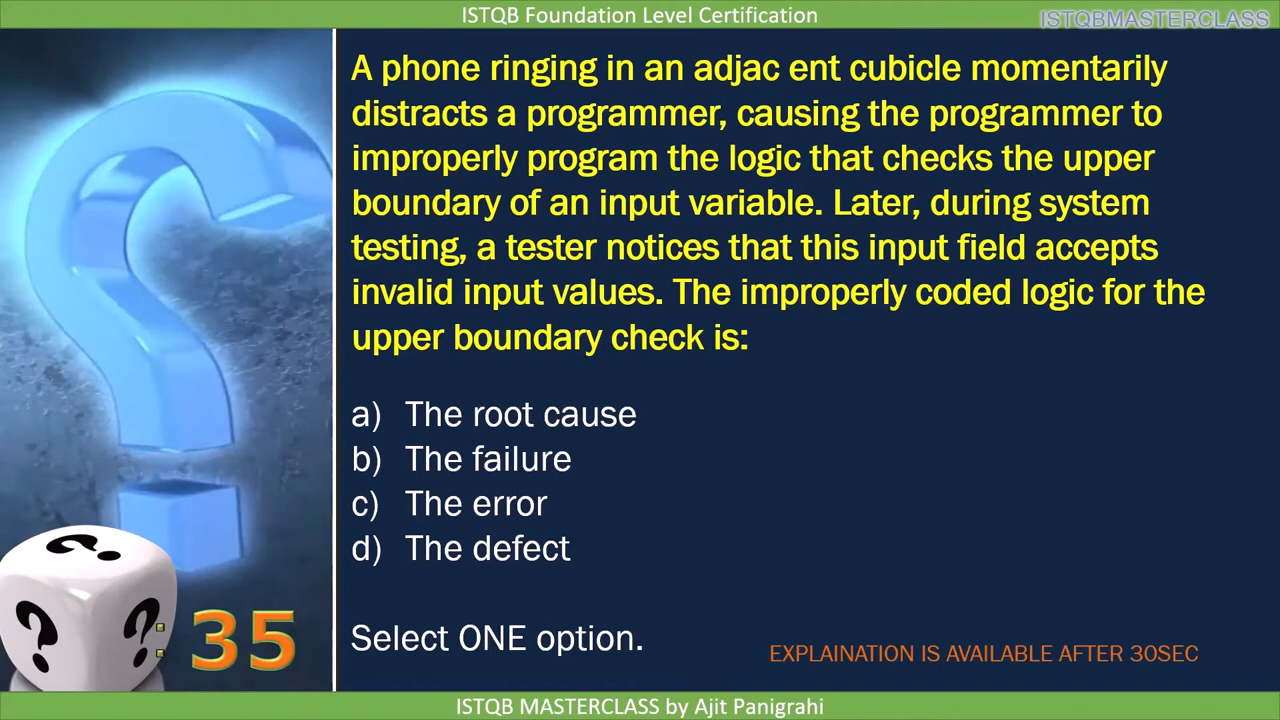 ISTQB Foundation Level Certification
ISTQBMASTERCLASS
A phone ringing in an adjac ent cubicle momentarily
distracts a programmer, causing the programmer to
improperly program the logic that checks the upper
boundary of an input variable. Later, during system
testing, a tester notices that this input field accepts
invalid input values. The improperly coded logic for the
upper boundary check is:
a) The root cause
b) The failure
c) The error
d) The defect
Select ONE option.
: 35
EXPLAINATION IS AVAILABLE AFTER 30SEC
ISTQB MASTERCLASS by Ajit Panigrahi